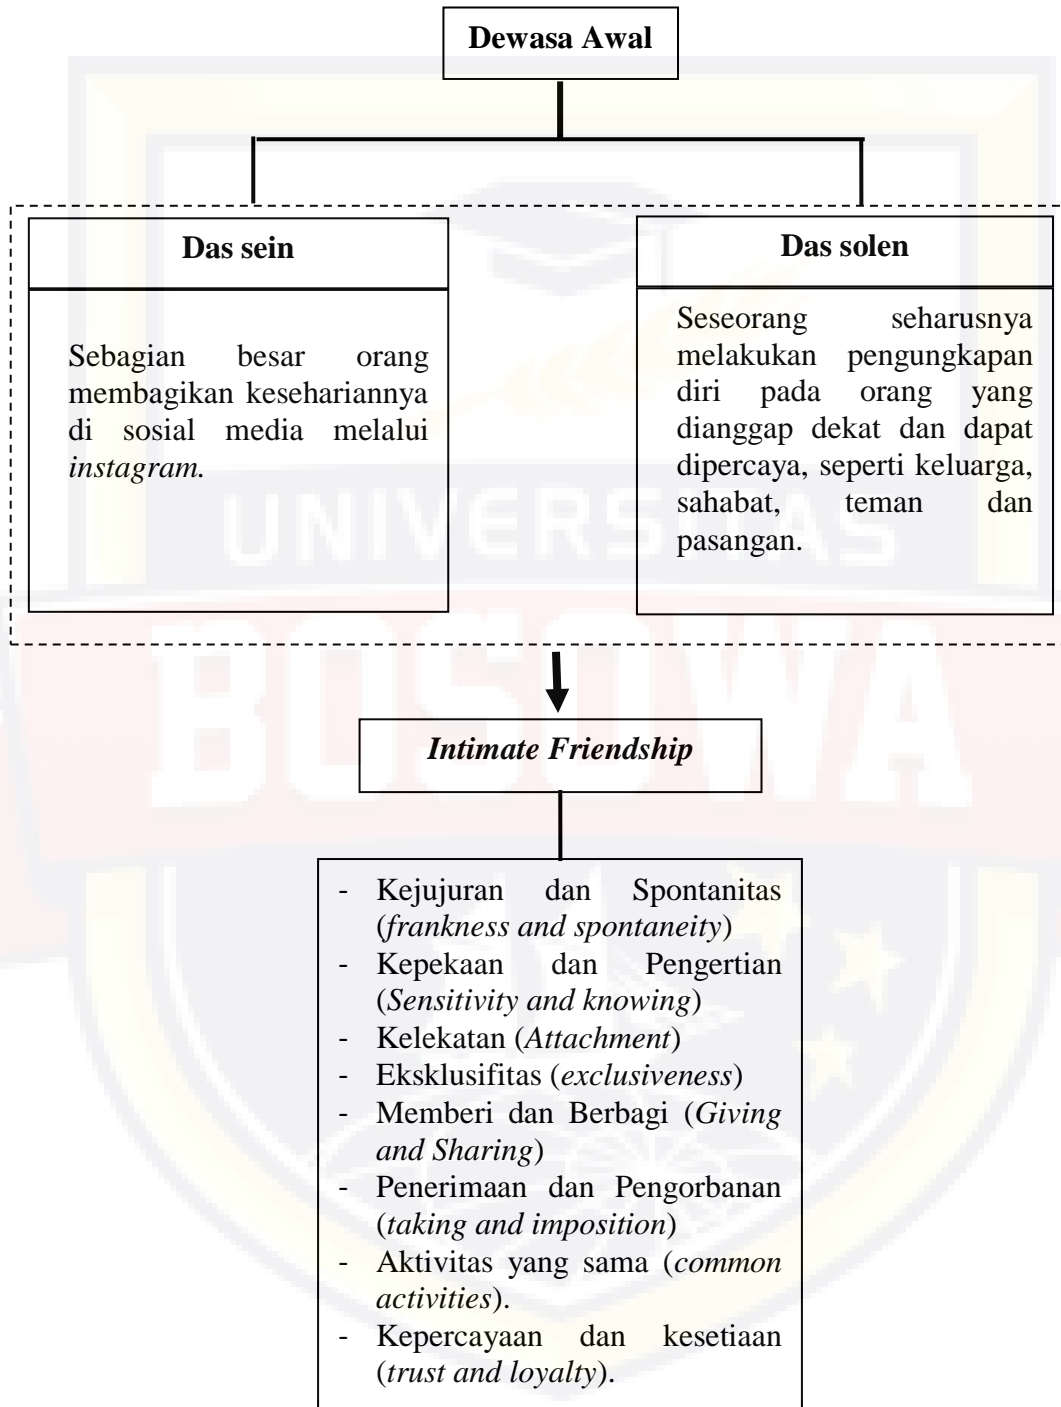 Dewasa Awal
Das sein
Sebagian besar orang
membagikan kesehariannya
di sosial media melalui
instagram.
Das solen
Seseorang seharusnya
melakukan pengungkapan
diri pada orang yang
dianggap dekat dan dapat
dipercaya, seperti keluarga,
sahabat, teman dan
pasangan.
UNIVERSITAS
BOSOWA
Intimate Friendship
- Kejujuran dan Spontanitas
(frankness and spontaneity)
- Kepekaan dan Pengertian
(Sensitivity and knowing)
- Kelekatan (Attachment)
- Eksklusifitas (exclusiveness)
- Memberi dan Berbagi (Giving
and Sharing)
- Penerimaan dan Pengorbanan
(taking and imposition)
- Aktivitas yang sama (common
activities).
- Kepercayaan dan kesetiaan
(trust and loyalty).